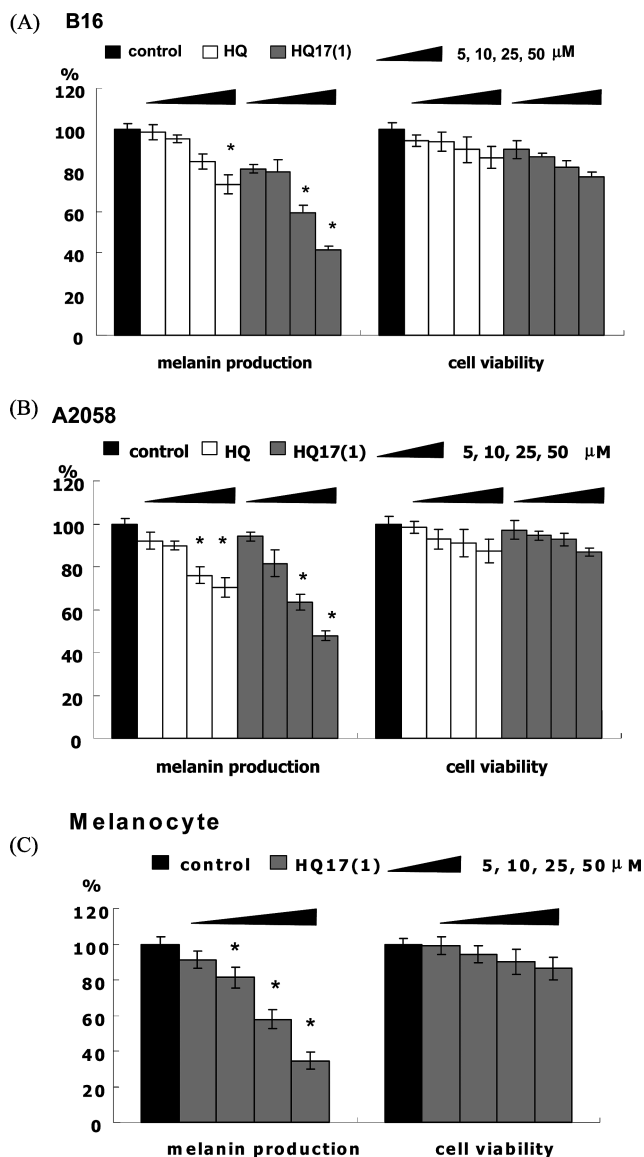 (A) B16
control HQ HQ17(1) 5, 10, 25, 50 μM
%
120
100
80
60
40
20
0
* * *
melanin production cell viability
(B) A2058
control HQ HQ17(1) 5, 10, 25, 50 μM
%
120
100
80
60
40
20
0
* * * *
melanin production cell viability
Melanocyte
(C)
control HQ17(1) 5, 10, 25, 50 μM
%
120
100
80
60
40
20
0
* * *
melanin production cell viability